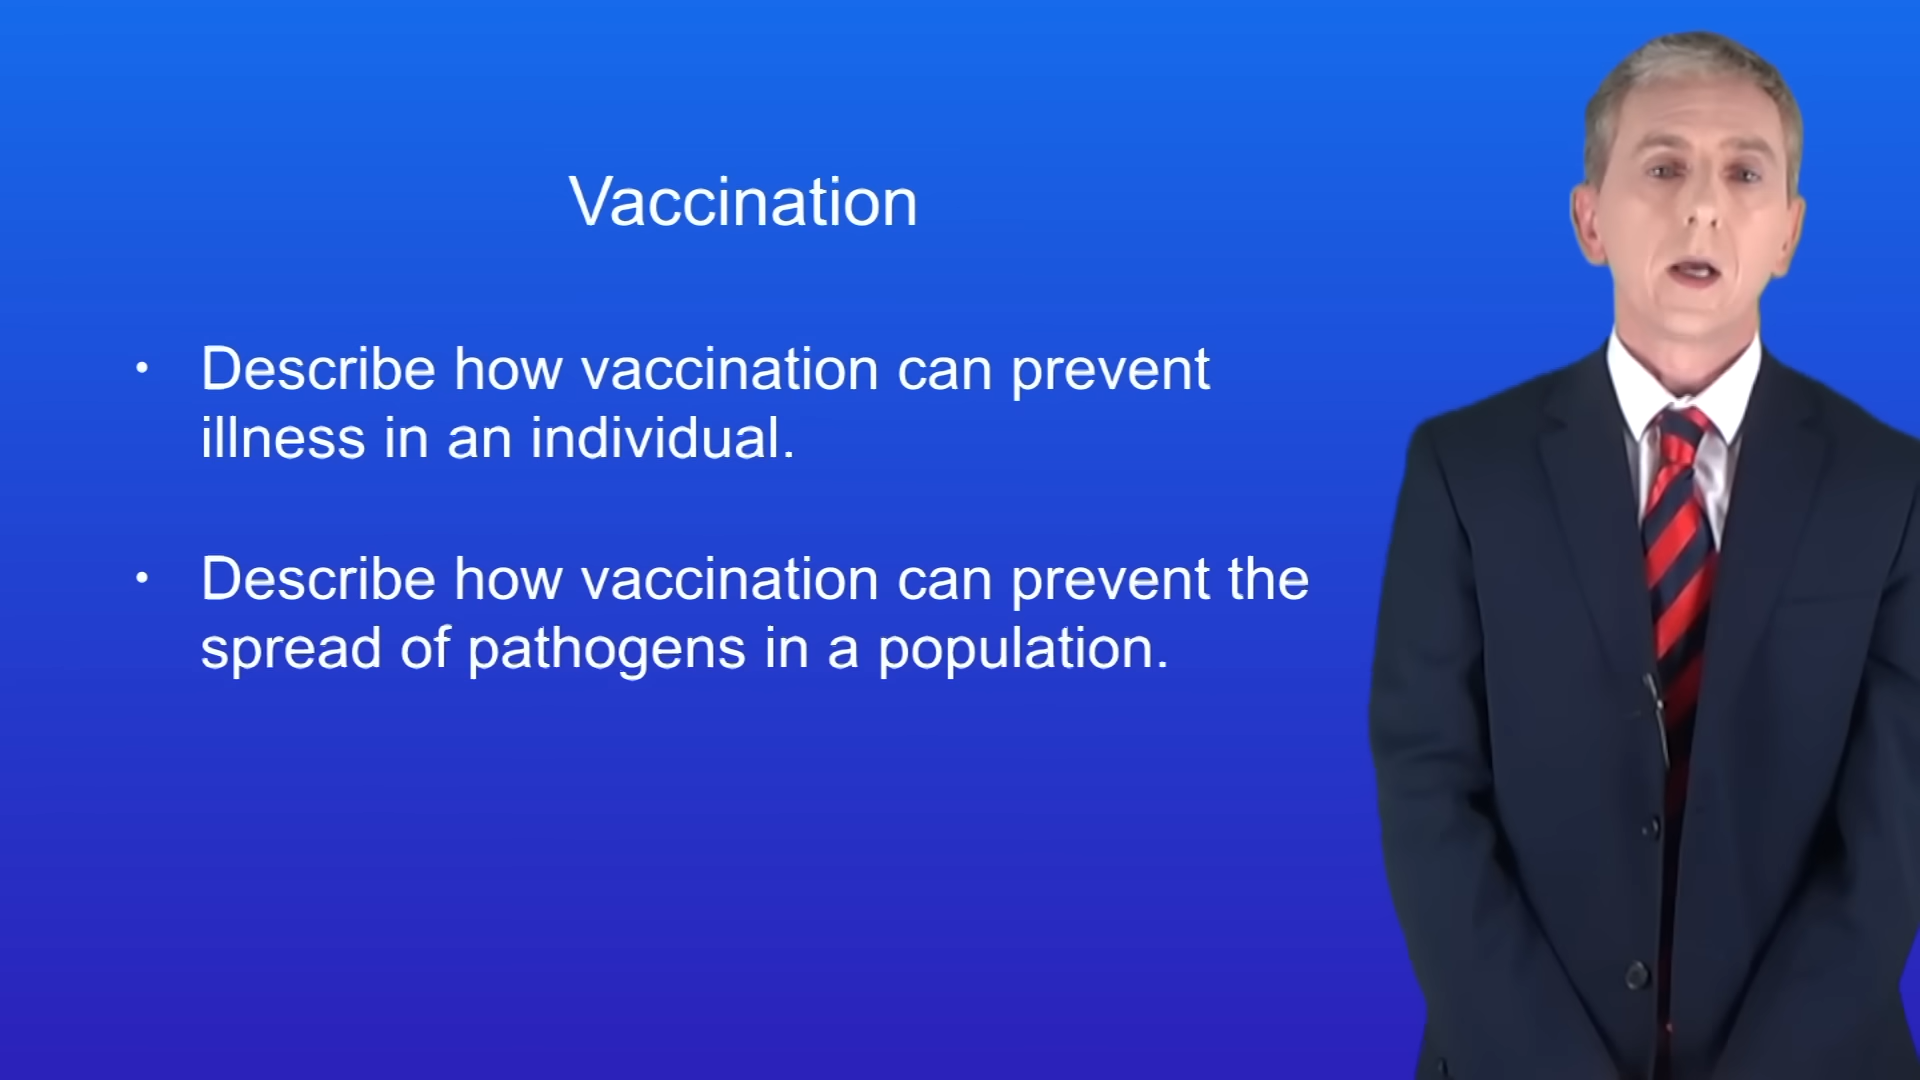 Vaccination
• Describe how vaccination can prevent
illness in an individual.
• Describe how vaccination can prevent the
spread of pathogens in a population.